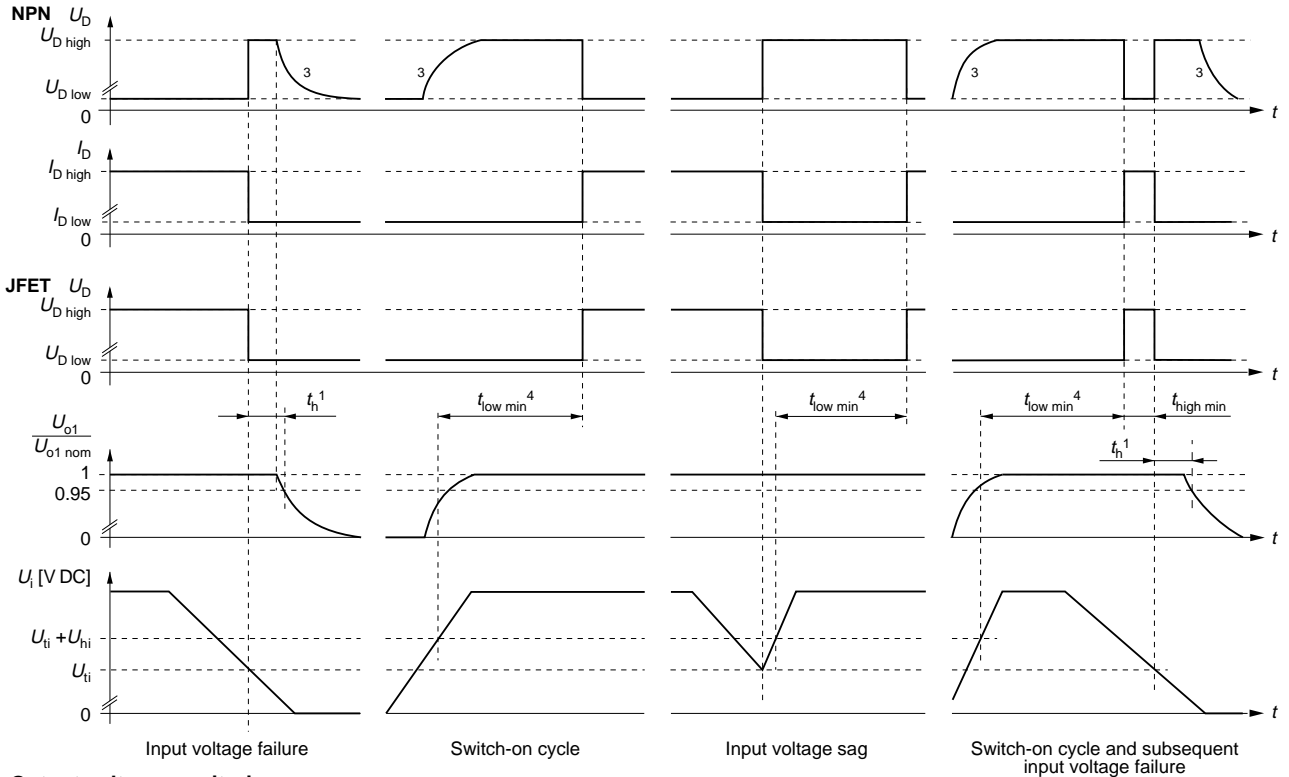 NPN U_D
U_D high
3 3 3 3
U_D low
0
t
I_D
I_D high
I_D low
0
t
JFET U_D
U_D high
U_D low
0
t
t_h^1 t_low min^4 t_low min^4 t_low min^4 t_high min
U_o1
U_o1 nom
t_h^1
1
0.95
0
t
U_i [V DC]
U_ti + U_hi
U_ti
0
t
Input voltage failure Switch-on cycle Input voltage sag Switch-on cycle and subsequent
input voltage failure